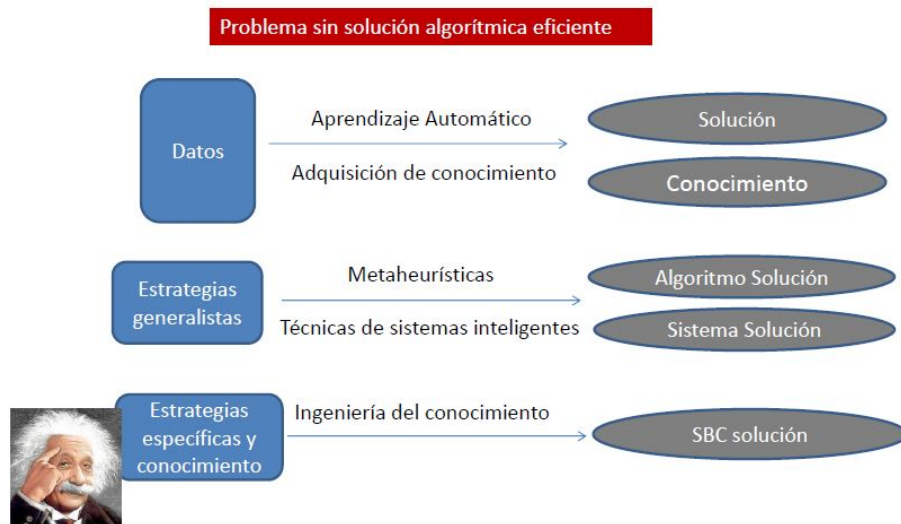 Problema sin solución algorítmica eficiente
Datos
Aprendizaje Automático
Adquisición de conocimiento
Solución
Conocimiento
Estrategias
generalistas
Metaheurísticas
Técnicas de sistemas inteligentes
Algoritmo Solución
Sistema Solución
Estrategias
específicas y
conocimiento
Ingeniería del conocimiento
SBC solución